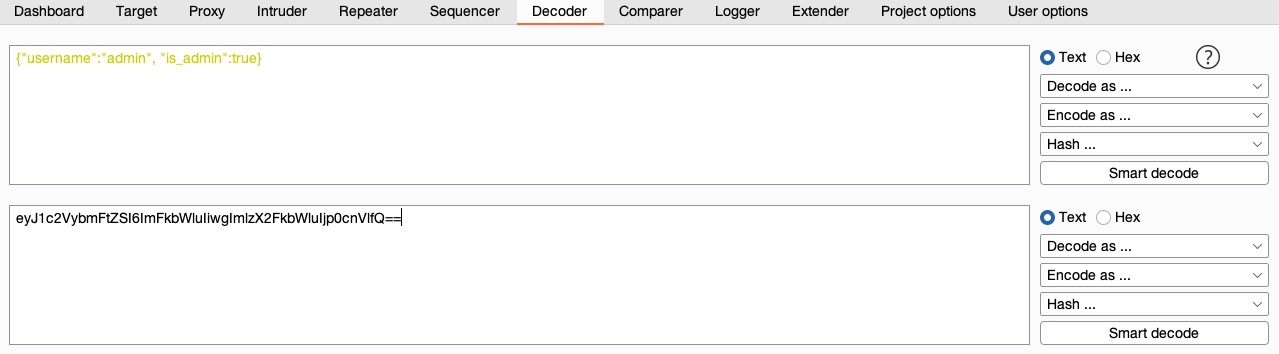 Dashboard Target Proxy Intruder Repeater Sequencer Decoder Comparer Logger Extender Project options User options
{"username":"admin", "is_admin":true}
Text Hex ?
Decode as ...
Encode as ...
Hash ...
Smart decode
eyJ1c2VybmFtZSI6ImFkbWluIiwgImlzX2FkbWluIjp0cnVlfQ==
Text Hex
Decode as ...
Encode as ...
Hash ...
Smart decode